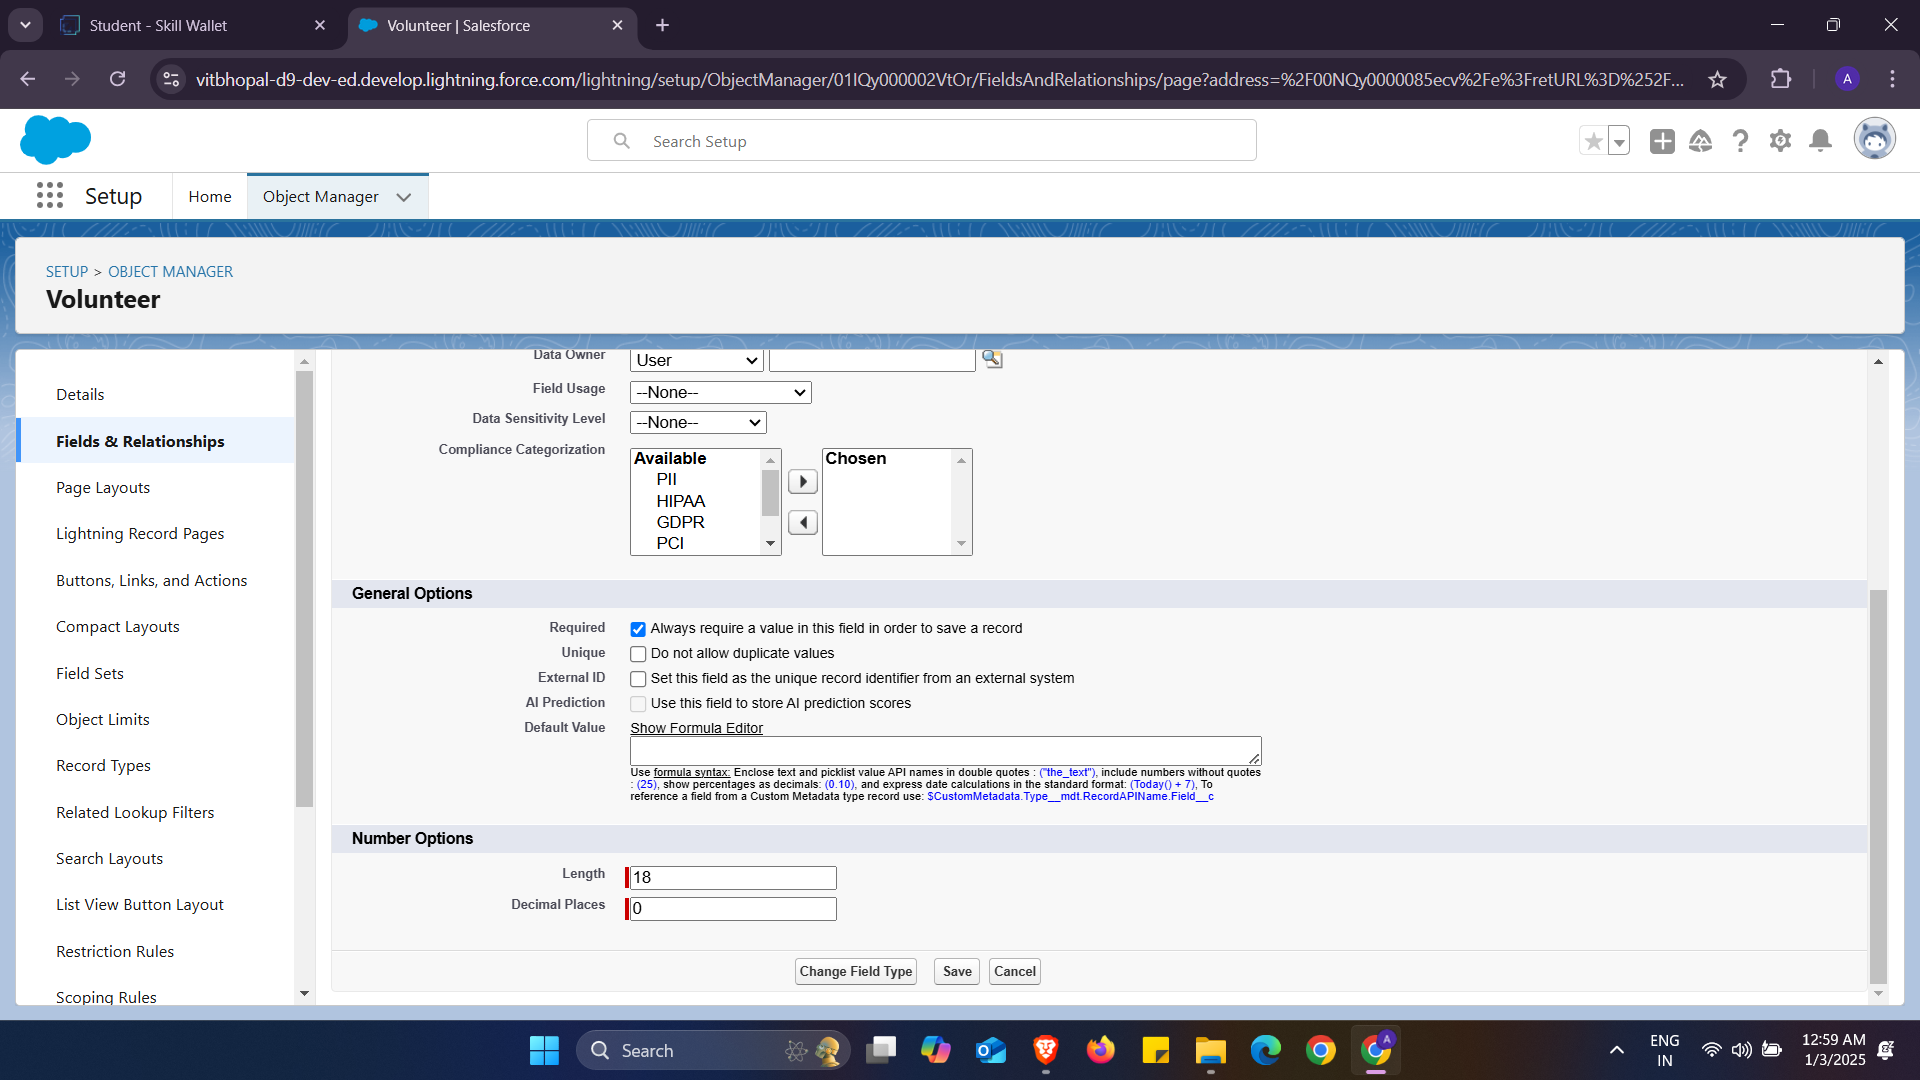 Student - Skill Wallet
Volunteer | Salesforce
vitbhopal-d9-dev-ed.develop.lightning.force.com/lightning/setup/ObjectManager/01IQy000002VtOr/FieldsAndRelationships/page?address=%2F00NQy0000085ecv%2Fe%3FretURL%3D%252F...
A
Search Setup
Setup
Home
Object Manager
SETUP > OBJECT MANAGER
Volunteer
Details
Fields & Relationships
Page Layouts
Lightning Record Pages
Buttons, Links, and Actions
Compact Layouts
Field Sets
Object Limits
Record Types
Related Lookup Filters
Search Layouts
List View Button Layout
Restriction Rules
Scoping Rules
Data Owner User
Field Usage --None--
Data Sensitivity Level --None--
Compliance Categorization
Available
PII
HIPAA
GDPR
PCI
Chosen
General Options
Required Always require a value in this field in order to save a record
Unique Do not allow duplicate values
External ID Set this field as the unique record identifier from an external system
AI Prediction Use this field to store AI prediction scores
Default Value Show Formula Editor
Use formula syntax: Enclose text and picklist value API names in double quotes : ("the_text"), include numbers without quotes
: (25), show percentages as decimals: (0.10), and express date calculations in the standard format: (Today() + 7), To
reference a field from a Custom Metadata type record use: $CustomMetadata.Type__mdt.RecordAPIName.Field__c
Number Options
Length 18
Decimal Places 0
Change Field Type Save Cancel
Search
A
ENG
IN
12:59 AM
1/3/2025